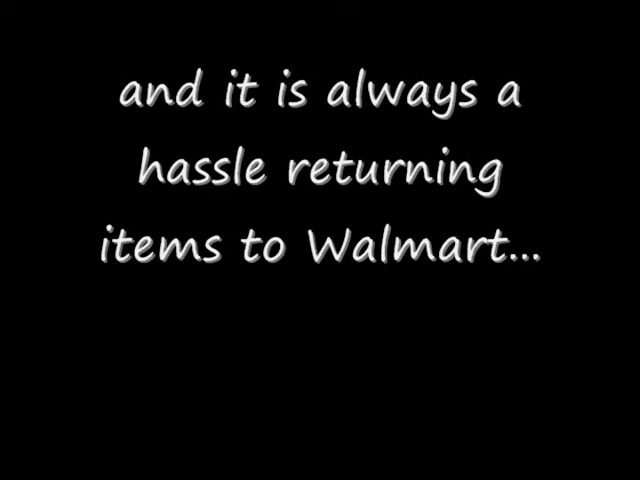 and it is always a
hassle returning
items to Walmart...